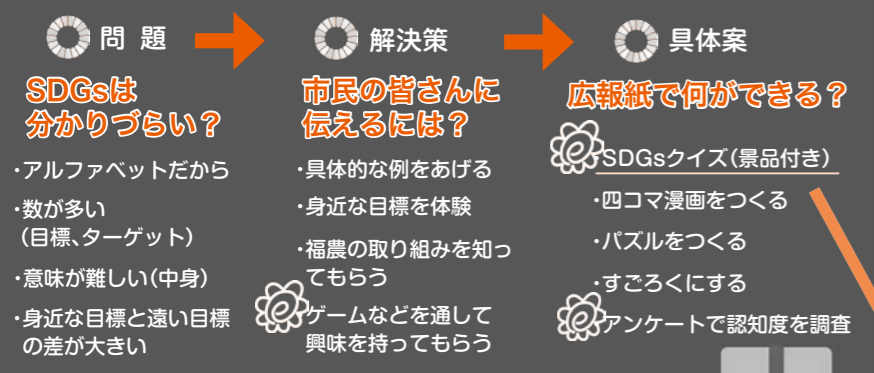 問題
SDGsは
分かりづらい？
・アルファベットだから
・数が多い
（目標、ターゲット）
・意味が難しい（中身）
・身近な目標と遠い目標
の差が大きい
解決策
市民の皆さんに
伝えるには？
・具体的な例をあげる
・身近な目標を体験
・福農の取り組みを知っ
てもらう
ゲームなどを通して
興味を持ってもらう
具体案
広報紙で何ができる？
SDGsクイズ（景品付き）
・四コマ漫画をつくる
・パズルをつくる
・すごろくにする
アンケートで認知度を調査